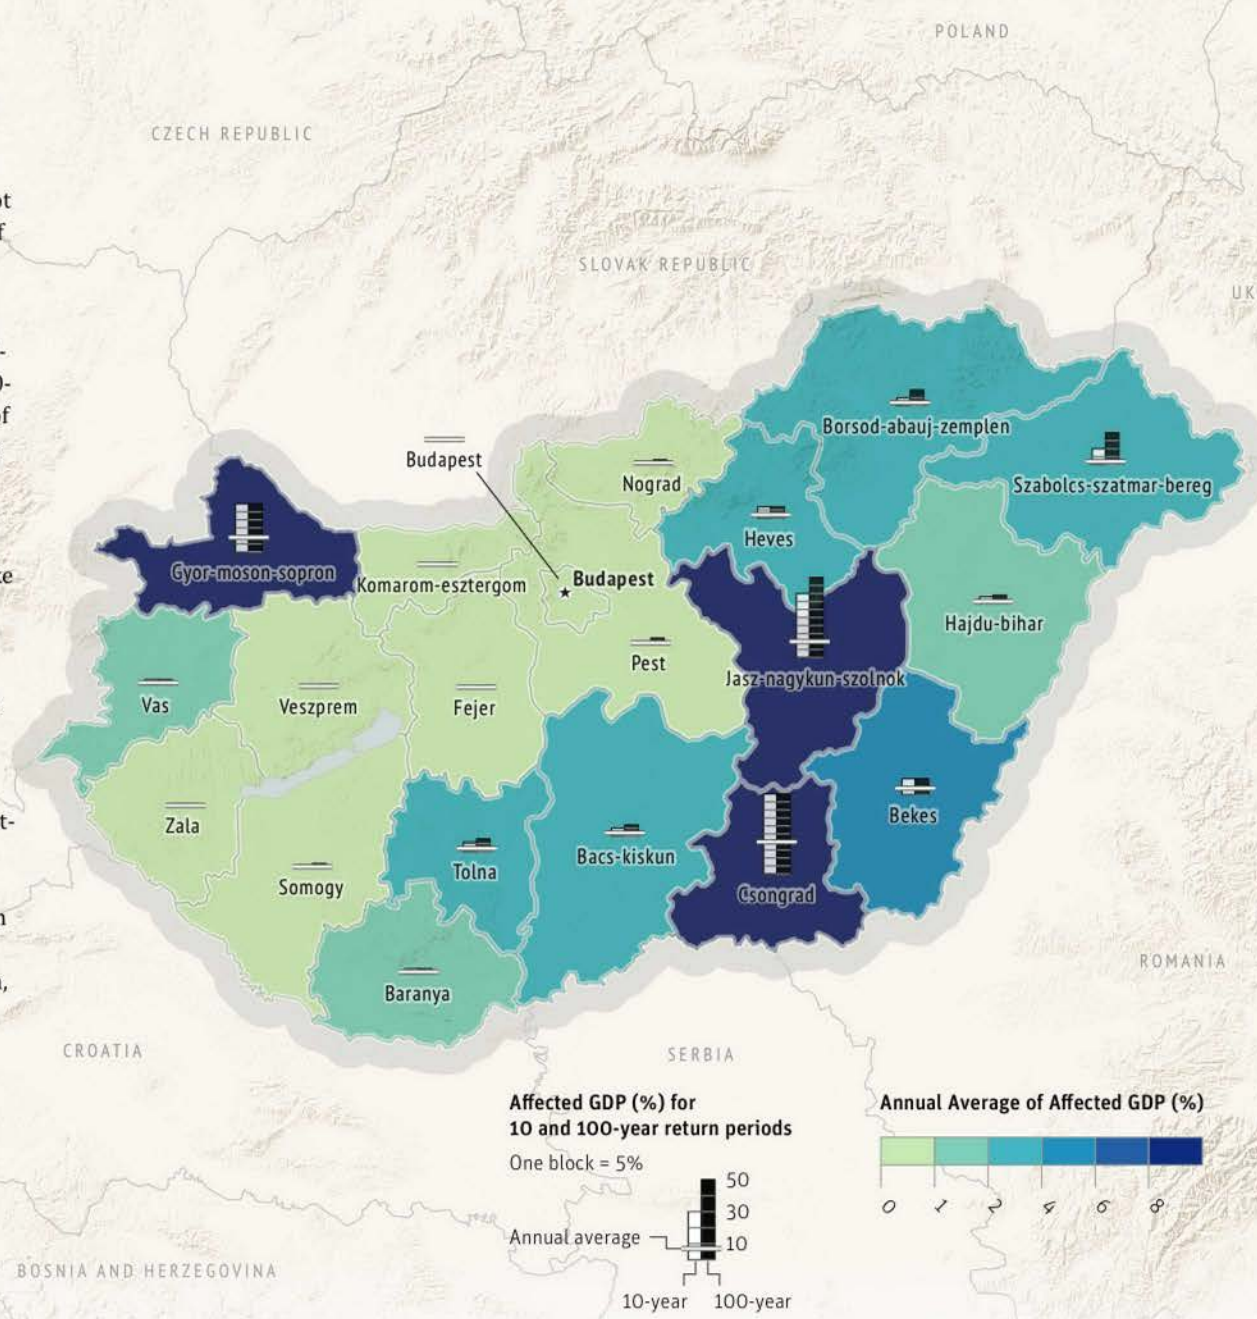 POLAND
CZECH REPUBLIC
SLOVAK REPUBLIC
UK
Borsod-abauj-zemplen
Budapest
Nograd
Szabolcs-szatmar-bereg
Heves
Gyor-moson-sopron
Komarom-esztergom
Budapest
Hajdu-bihar
Pest
Jasz-nagykun-szolnok
Vas
Veszprem
Fejer
Zala
Bekes
Bacs-kiskun
Tolna
Somogy
Csongrad
Baranya
ROMANIA
CROATIA
SERBIA
BOSNIA AND HERZEGOVINA
Affected GDP (%) for
10 and 100-year return periods
One block = 5%
50
30
10
Annual average
10-year 100-year
Annual Average of Affected GDP (%)
0 1 2 4 6 8